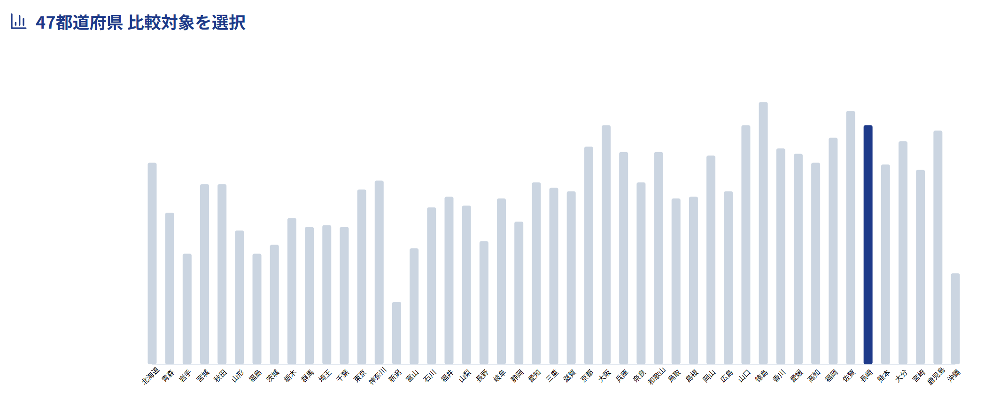 47都道府県 比較対象を選択
北海道
青森
岩手
宮城
秋田
山形
福島
茨城
栃木
群馬
埼玉
千葉
東京
神奈川
新潟
富山
石川
福井
山梨
長野
岐阜
静岡
愛知
三重
滋賀
京都
大阪
兵庫
奈良
和歌山
鳥取
島根
岡山
広島
山口
徳島
香川
愛媛
高知
福岡
佐賀
長崎
熊本
大分
宮崎
鹿児島
沖縄